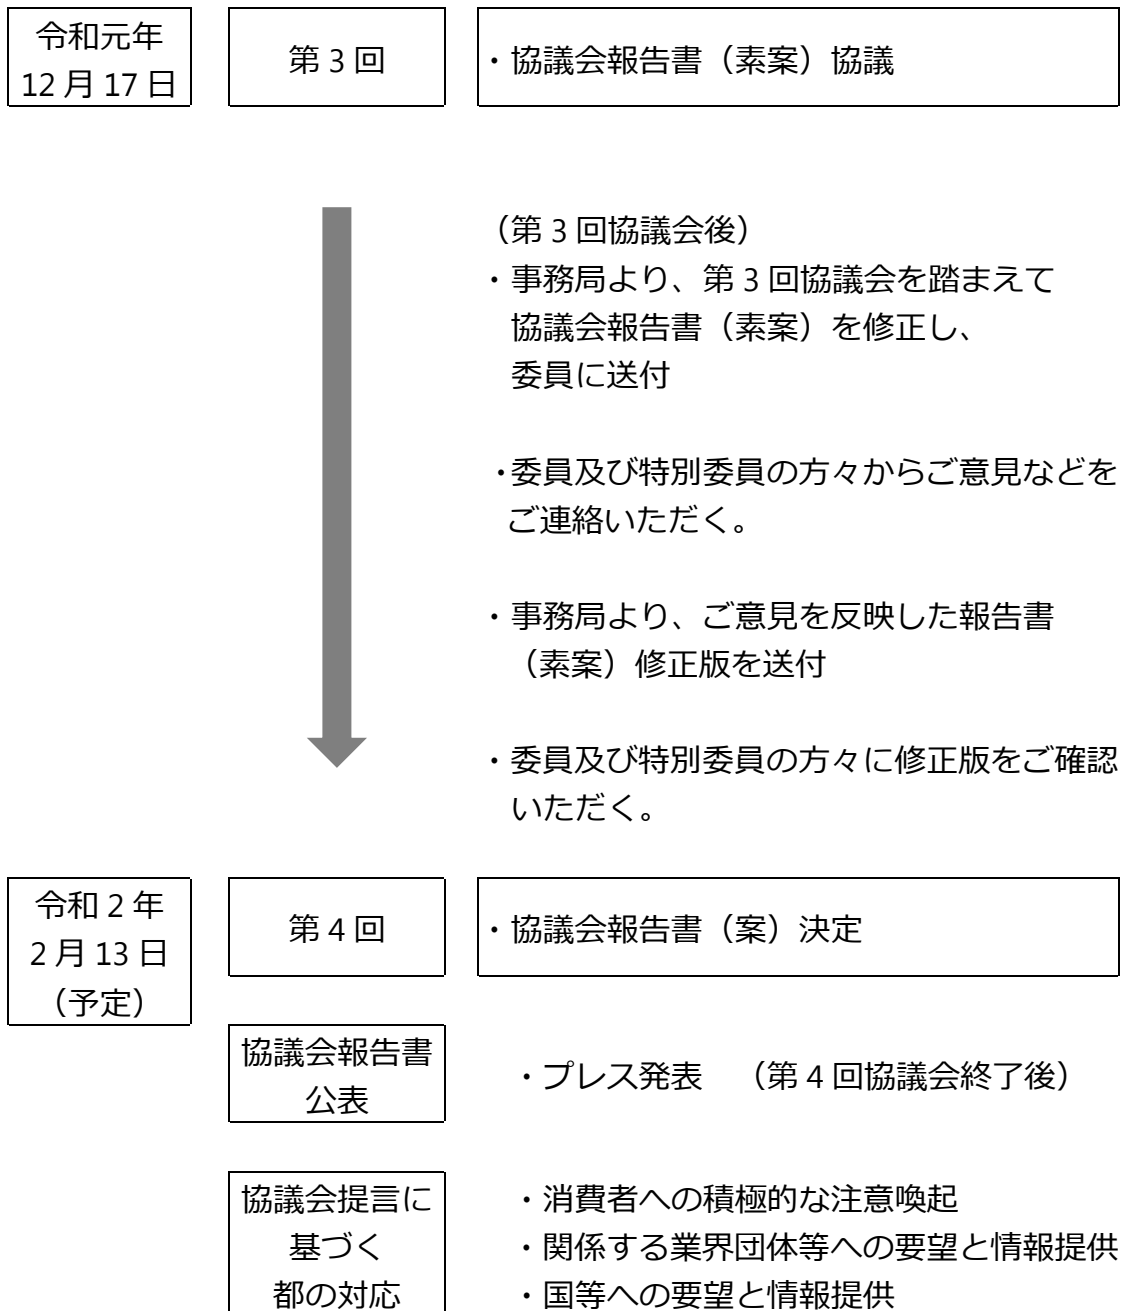 令和元年
12月17日
第3回
・協議会報告書（素案）協議
（第3回協議会後）
・事務局より、第3回協議会を踏まえて
協議会報告書（素案）を修正し、
委員に送付
・委員及び特別委員の方々からご意見などを
ご連絡いただく。
・事務局より、ご意見を反映した報告書
（素案）修正版を送付
・委員及び特別委員の方々に修正版をご確認
いただく。
令和2年
2月13日
（予定）
第4回
・協議会報告書（案）決定
協議会報告書
公表
・プレス発表　（第4回協議会終了後）
協議会提言に
基づく
都の対応
・消費者への積極的な注意喚起
・関係する業界団体等への要望と情報提供
・国等への要望と情報提供